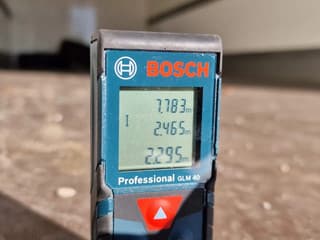 BOSCH
7.783m
2.465m
2.295m
Professional GLM 40